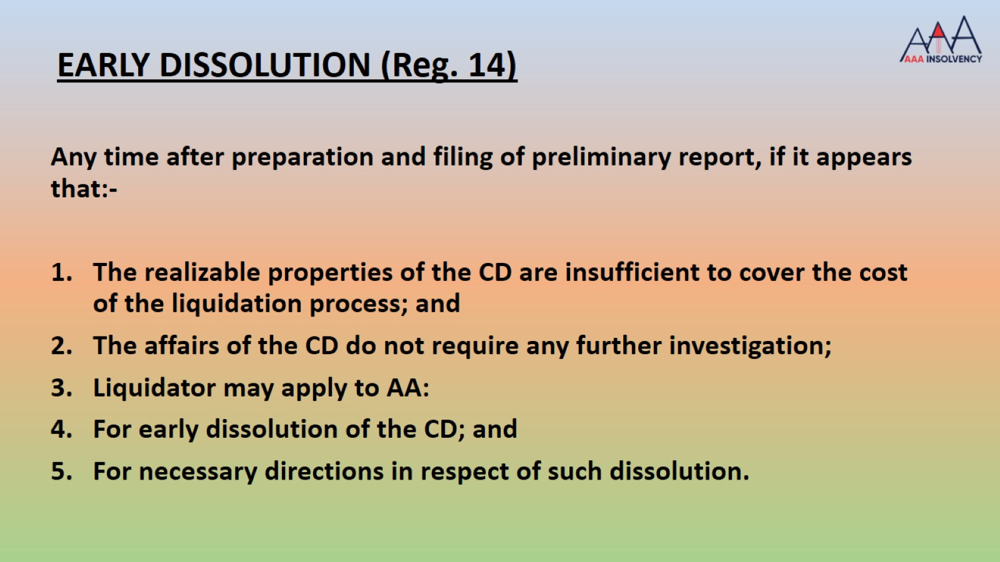 AAA INSOLVENCY
EARLY DISSOLUTION (Reg. 14)
Any time after preparation and filing of preliminary report, if it appears
that:-
1. The realizable properties of the CD are insufficient to cover the cost
of the liquidation process; and
2. The affairs of the CD do not require any further investigation;
3. Liquidator may apply to AA:
4. For early dissolution of the CD; and
5. For necessary directions in respect of such dissolution.